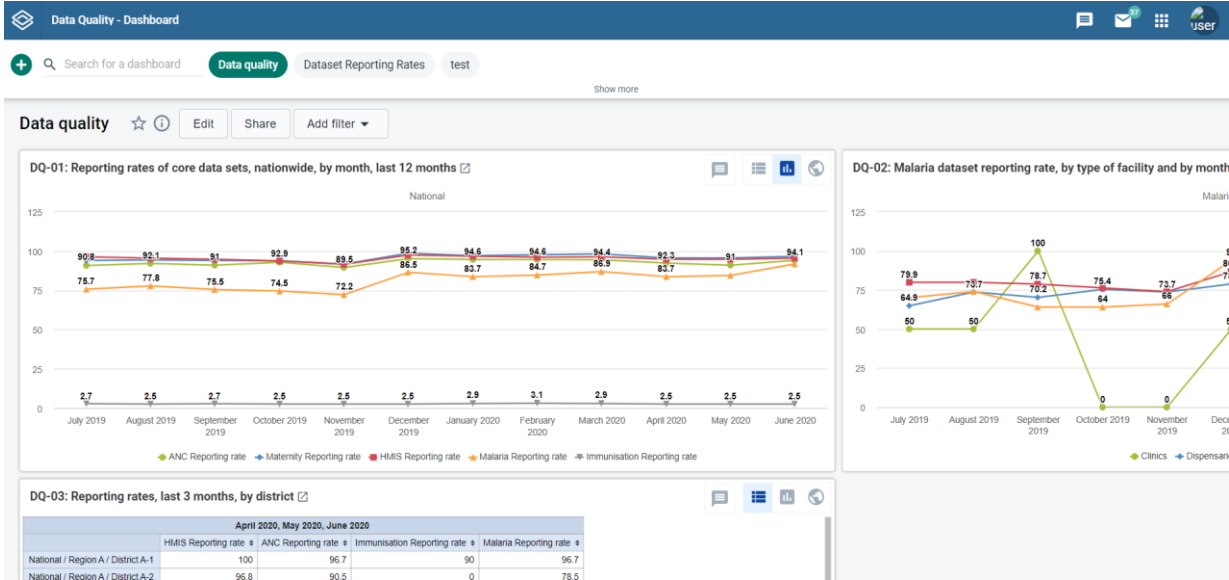 Data Quality - Dashboard
37
user
Search for a dashboard
Data quality
Dataset Reporting Rates
test
Show more
Data quality
Edit
Share
Add filter
DQ-01: Reporting rates of core data sets, nationwide, by month, last 12 months
National
125
100
75
50
25
0
90.8 92.1 91 92.9 89.5 95.2 94.6 94.6 94.4 92.3 91 94.1
75.7 77.8 75.5 74.5 72.2 86.5 83.7 84.7 86.9 83.7
2.7 2.5 2.7 2.5 2.5 2.5 2.9 3.1 2.9 2.5 2.5 2.5
July 2019 August 2019 September 2019 October 2019 November 2019 December 2019 January 2020 February 2020 March 2020 April 2020 May 2020 June 2020
ANC Reporting rate Maternity Reporting rate HMIS Reporting rate Malaria Reporting rate Immunisation Reporting rate
DQ-02: Malaria dataset reporting rate, by type of facility and by month
Malari
125
100
75
50
25
0
100
79.9 73.7 78.7 75.4 73.7
64.9 70.2 64 66
50 50
0 0
July 2019 August 2019 September 2019 October 2019 November 2019
Clinics Dispensarie
DQ-03: Reporting rates, last 3 months, by district
April 2020, May 2020, June 2020
HMIS Reporting rate ANC Reporting rate Immunisation Reporting rate Malaria Reporting rate
National / Region A / District A-1 100 96.7 90 96.7
National / Region A / District A-2 96.8 90.5 0 78.5